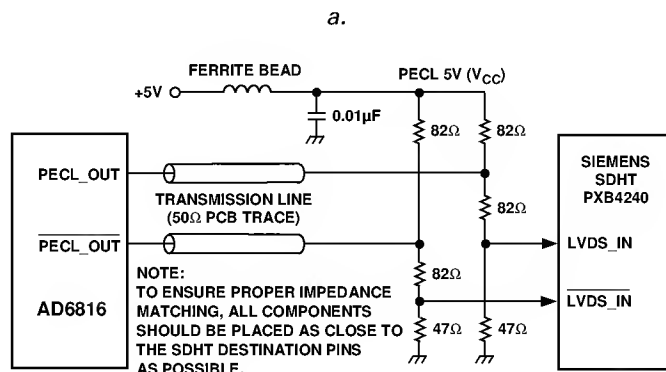 a.
FERRITE BEAD
PECL 5V (VCC)
+5V
0.01µF
82Ω
82Ω
PECL_OUT
TRANSMISSION LINE
(50Ω PCB TRACE)
82Ω
SIEMENS
SDHT
PXB4240
PECL_OUT
LVDS_IN
NOTE:
TO ENSURE PROPER IMPEDANCE
MATCHING, ALL COMPONENTS
SHOULD BE PLACED AS CLOSE TO
THE SDHT DESTINATION PINS
AS POSSIBLE.
82Ω
LVDS_IN
AD6816
47Ω
47Ω